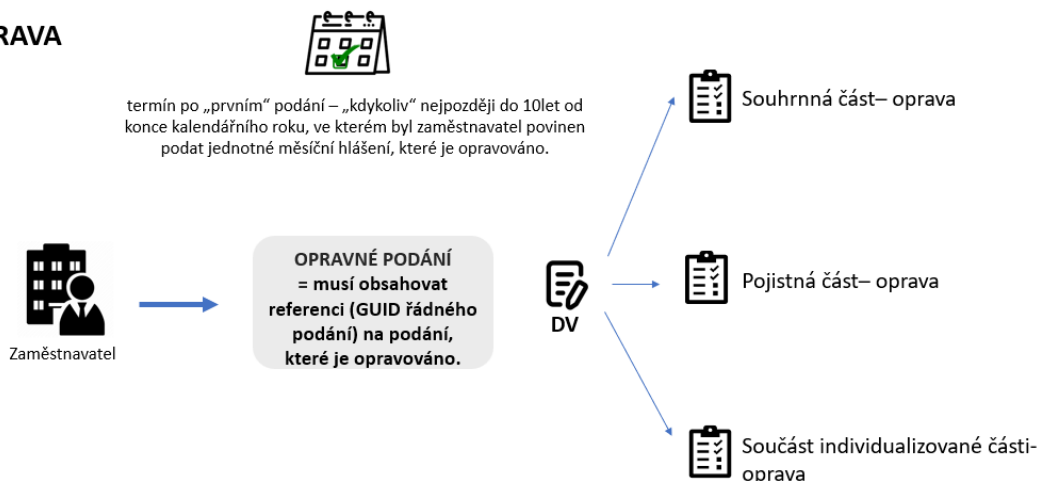 RAVA
termín po „prvním“ podání – „kdykoliv“ nejpozději do 10let od
konce kalendářního roku, ve kterém byl zaměstnavatel povinen
podat jednotné měsíční hlášení, které je opravováno.
Souhrnná část– oprava
Zaměstnavatel
OPRAVNÉ PODÁNÍ
= musí obsahovat
referenci (GUID řádného
podání) na podání,
které je opravováno.
DV
Pojistná část– oprava
Součást individualizované části-
oprava